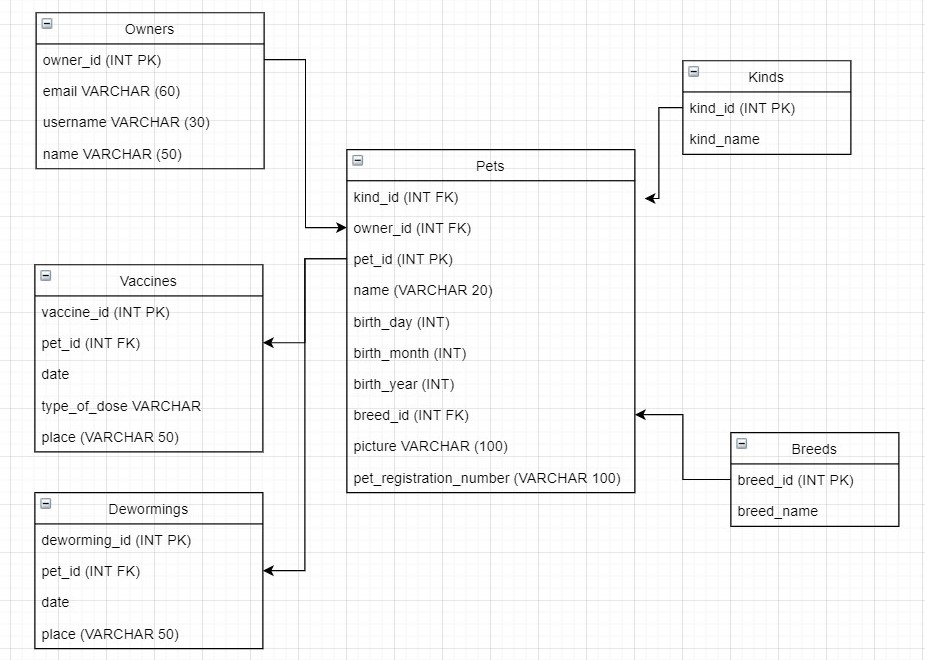 Owners
owner_id (INT PK)
email VARCHAR (60)
username VARCHAR (30)
name VARCHAR (50)
Kinds
kind_id (INT PK)
kind_name
Pets
kind_id (INT FK)
owner_id (INT FK)
pet_id (INT PK)
name (VARCHAR 20)
birth_day (INT)
birth_month (INT)
birth_year (INT)
breed_id (INT FK)
picture VARCHAR (100)
pet_registration_number (VARCHAR 100)
Vaccines
vaccine_id (INT PK)
pet_id (INT FK)
date
type_of_dose VARCHAR
place (VARCHAR 50)
Breeds
breed_id (INT PK)
breed_name
Dewormings
deworming_id (INT PK)
pet_id (INT FK)
date
place (VARCHAR 50)